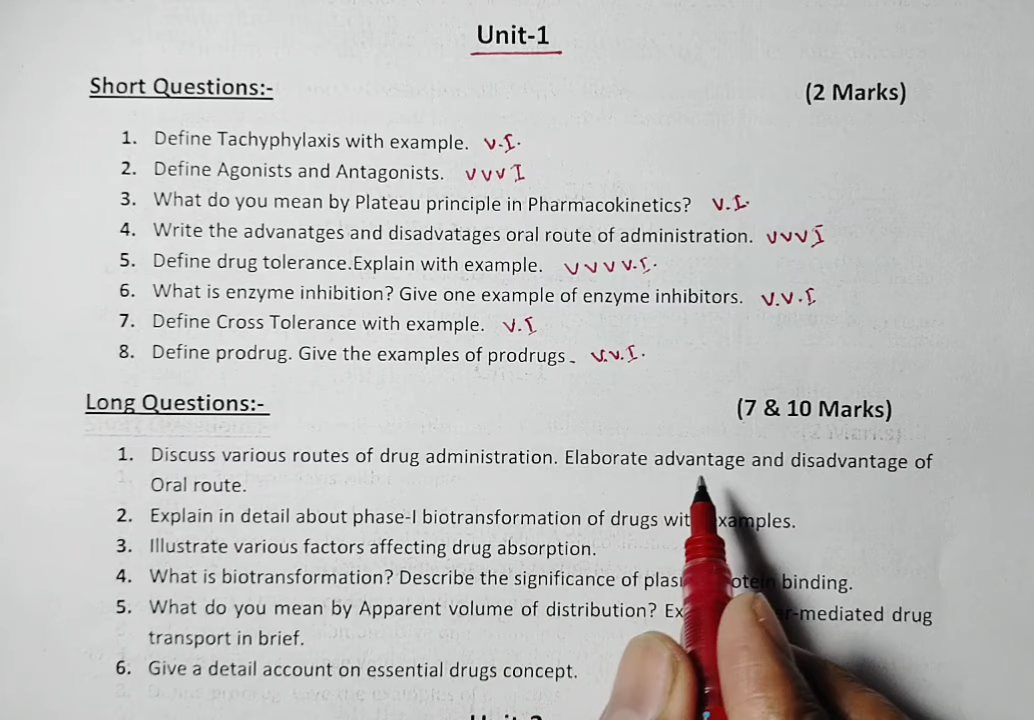 Unit-1
Short Questions:- (2 Marks)
1. Define Tachyphylaxis with example. V.I.
2. Define Agonists and Antagonists. VVVI
3. What do you mean by Plateau principle in Pharmacokinetics? V.I.
4. Write the advanatges and disadvatages oral route of administration. VVVI
5. Define drug tolerance.Explain with example. VVVV.I.
6. What is enzyme inhibition? Give one example of enzyme inhibitors. V.V.I
7. Define Cross Tolerance with example. V.I
8. Define prodrug. Give the examples of prodrugs. V.V.I.
Long Questions:- (7 & 10 Marks)
1. Discuss various routes of drug administration. Elaborate advantage and disadvantage of
Oral route.
2. Explain in detail about phase-I biotransformation of drugs examples.
3. Illustrate various factors affecting drug absorption.
4. What is biotransformation? Describe the significance of binding.
5. What do you mean by Apparent volume of distribution? -mediated drug
transport in brief.
6. Give a detail account on essential drugs concept.